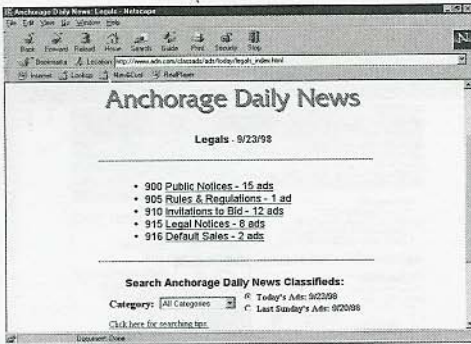 Anchorage Daily News: Legals - Netscape
File Edit View Go Window Help
Back Forward Reload Home Search Guide Print Security Stop
Bookmarks Location: http://www.adn.com/classads/ads/today/legals_index.html
Internet Lookup New&Cool RealPlayer
Anchorage Daily News
Legals - 9/23/98
• 900 Public Notices - 15 ads
• 905 Rules & Regulations - 1 ad
• 910 Invitations to Bid - 12 ads
• 915 Legal Notices - 8 ads
• 916 Default Sales - 2 ads
Search Anchorage Daily News Classifieds:
Category: All Categories
Today's Ads: 9/23/98
Last Sunday's Ads: 9/20/98
Click here for searching tips.
Document: Done